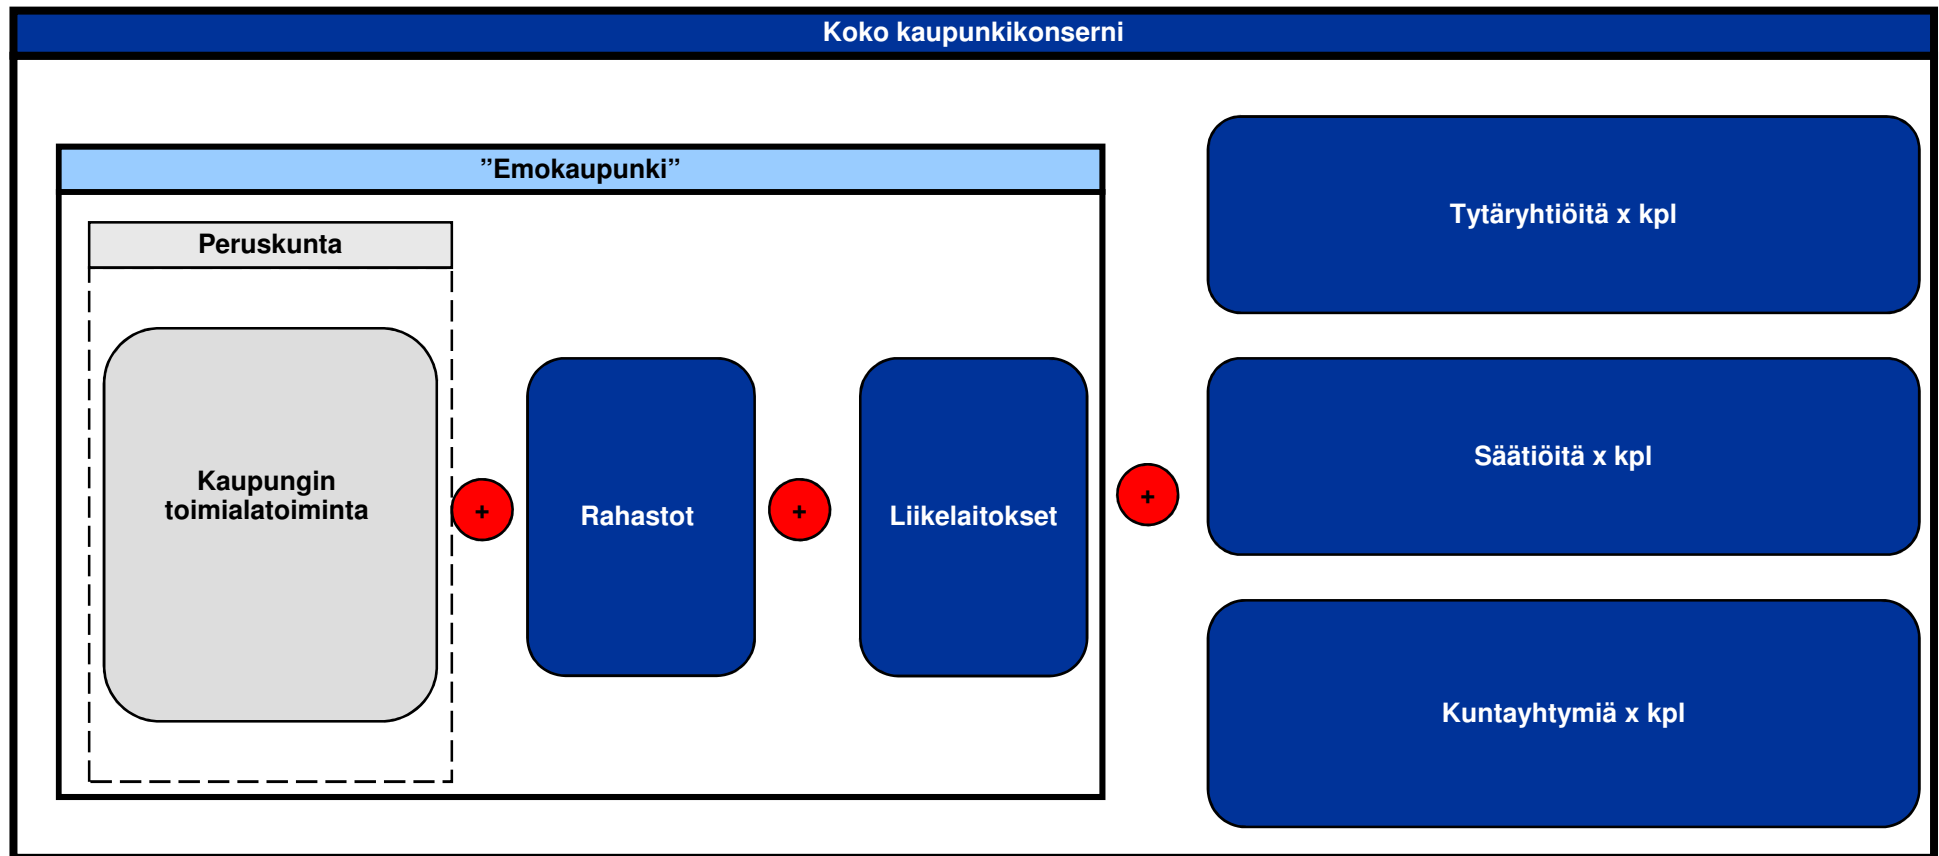 Koko kaupunkikonserni
”Emokaupunki”
Peruskunta
Kaupungin
toimialatoiminta
+
Rahastot
+
Liikelaitokset
+
Tytäryhtiöitä x kpl
Säätiöitä x kpl
Kuntayhtymiä x kpl